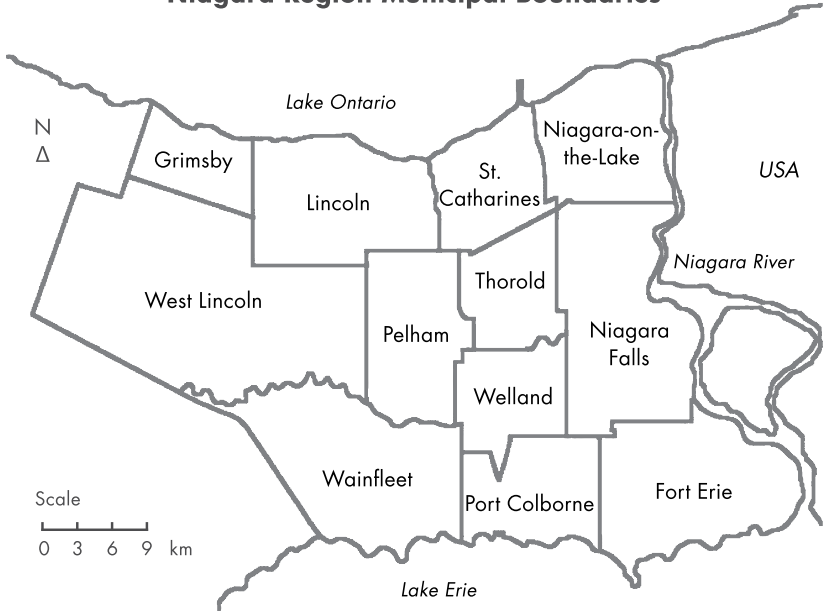 Niagara Region Municipal Boundaries
Lake Ontario
N
Δ
Grimsby
Niagara-on-
the-Lake
USA
St.
Catharines
Lincoln
Niagara River
Thorold
West Lincoln
Pelham
Niagara
Falls
Welland
Wainfleet
Port Colborne
Fort Erie
Scale
0 3 6 9 km
Lake Erie